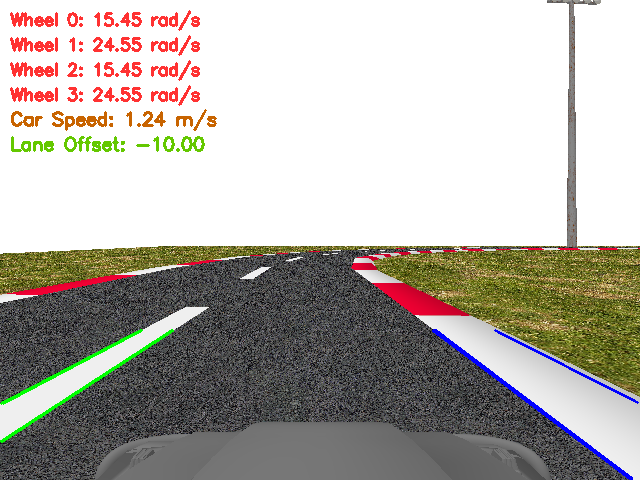 Wheel 0: 15.45 rad/s
Wheel 1: 24.55 rad/s
Wheel 2: 15.45 rad/s
Wheel 3: 24.55 rad/s
Car Speed: 1.24 m/s
Lane Offset: -10.00